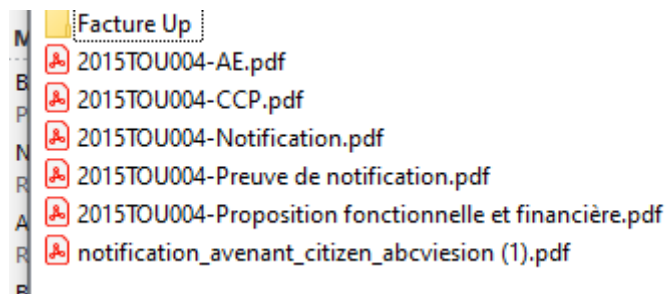 Facture Up
M
2015TOU004-AE.pdf
B
2015TOU004-CCP.pdf
P
2015TOU004-Notification.pdf
N
2015TOU004-Preuve de notification.pdf
R
2015TOU004-Proposition fonctionnelle et financière.pdf
A
notification_avenant_citizen_abcviesion (1).pdf
R
B